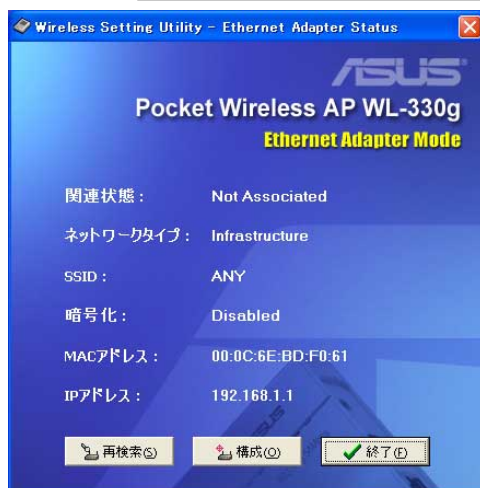 Wireless Setting Utility - Ethernet Adapter Status
ASUS
Pocket Wireless AP WL-330g
Ethernet Adapter Mode
関連状態 : Not Associated
ネットワークタイプ : Infrastructure
SSID : ANY
暗号化 : Disabled
MACアドレス : 00:0C:6E:BD:F0:61
IPアドレス : 192.168.1.1
再検索(S) 構成(O) 終了(F)